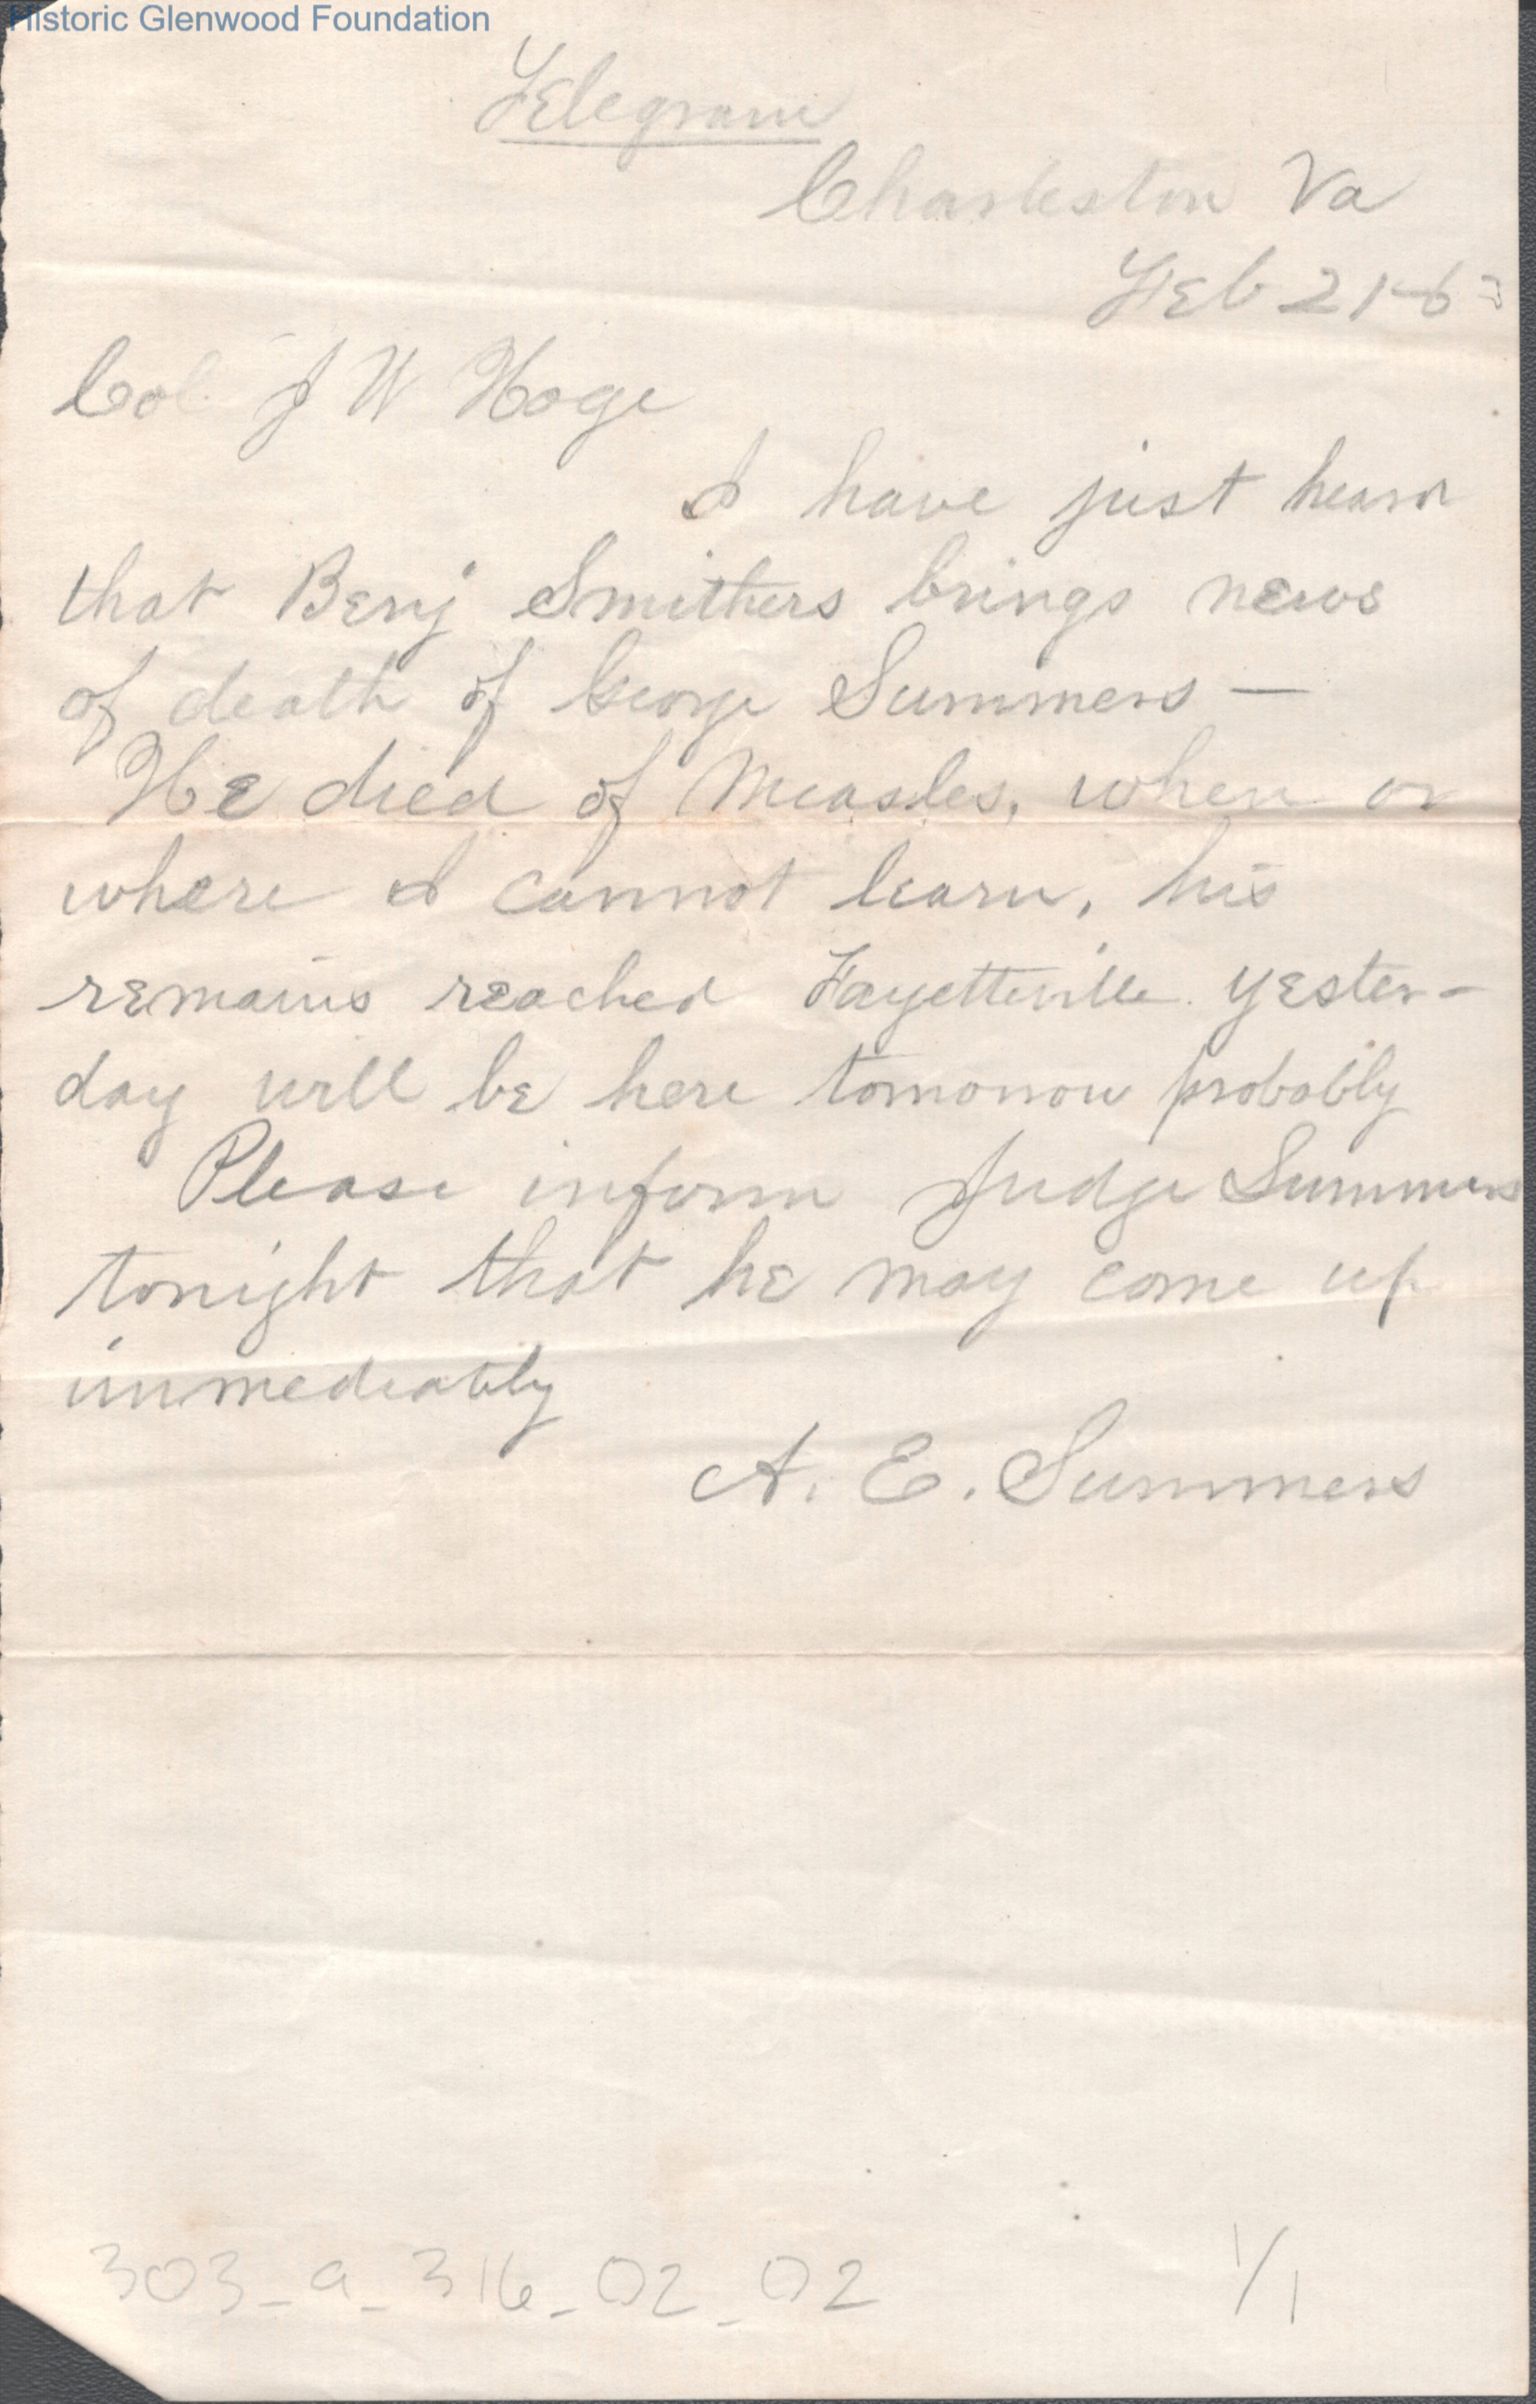 Historic Glenwood Foundation
Telegram
Charleston Va
Feb 21-63
Col J W Hoge
I have just heard
that Benj Smithers brings news
of death of George Summers —
He died of Measles, when or
where I cannot learn, his
remains reached Fayetteville yester-
day will be here tomorrow probably
Please inform Judge Summers
tonight that he may come up
immediately
A. E. Summers
303_a_316_02_02 1/1